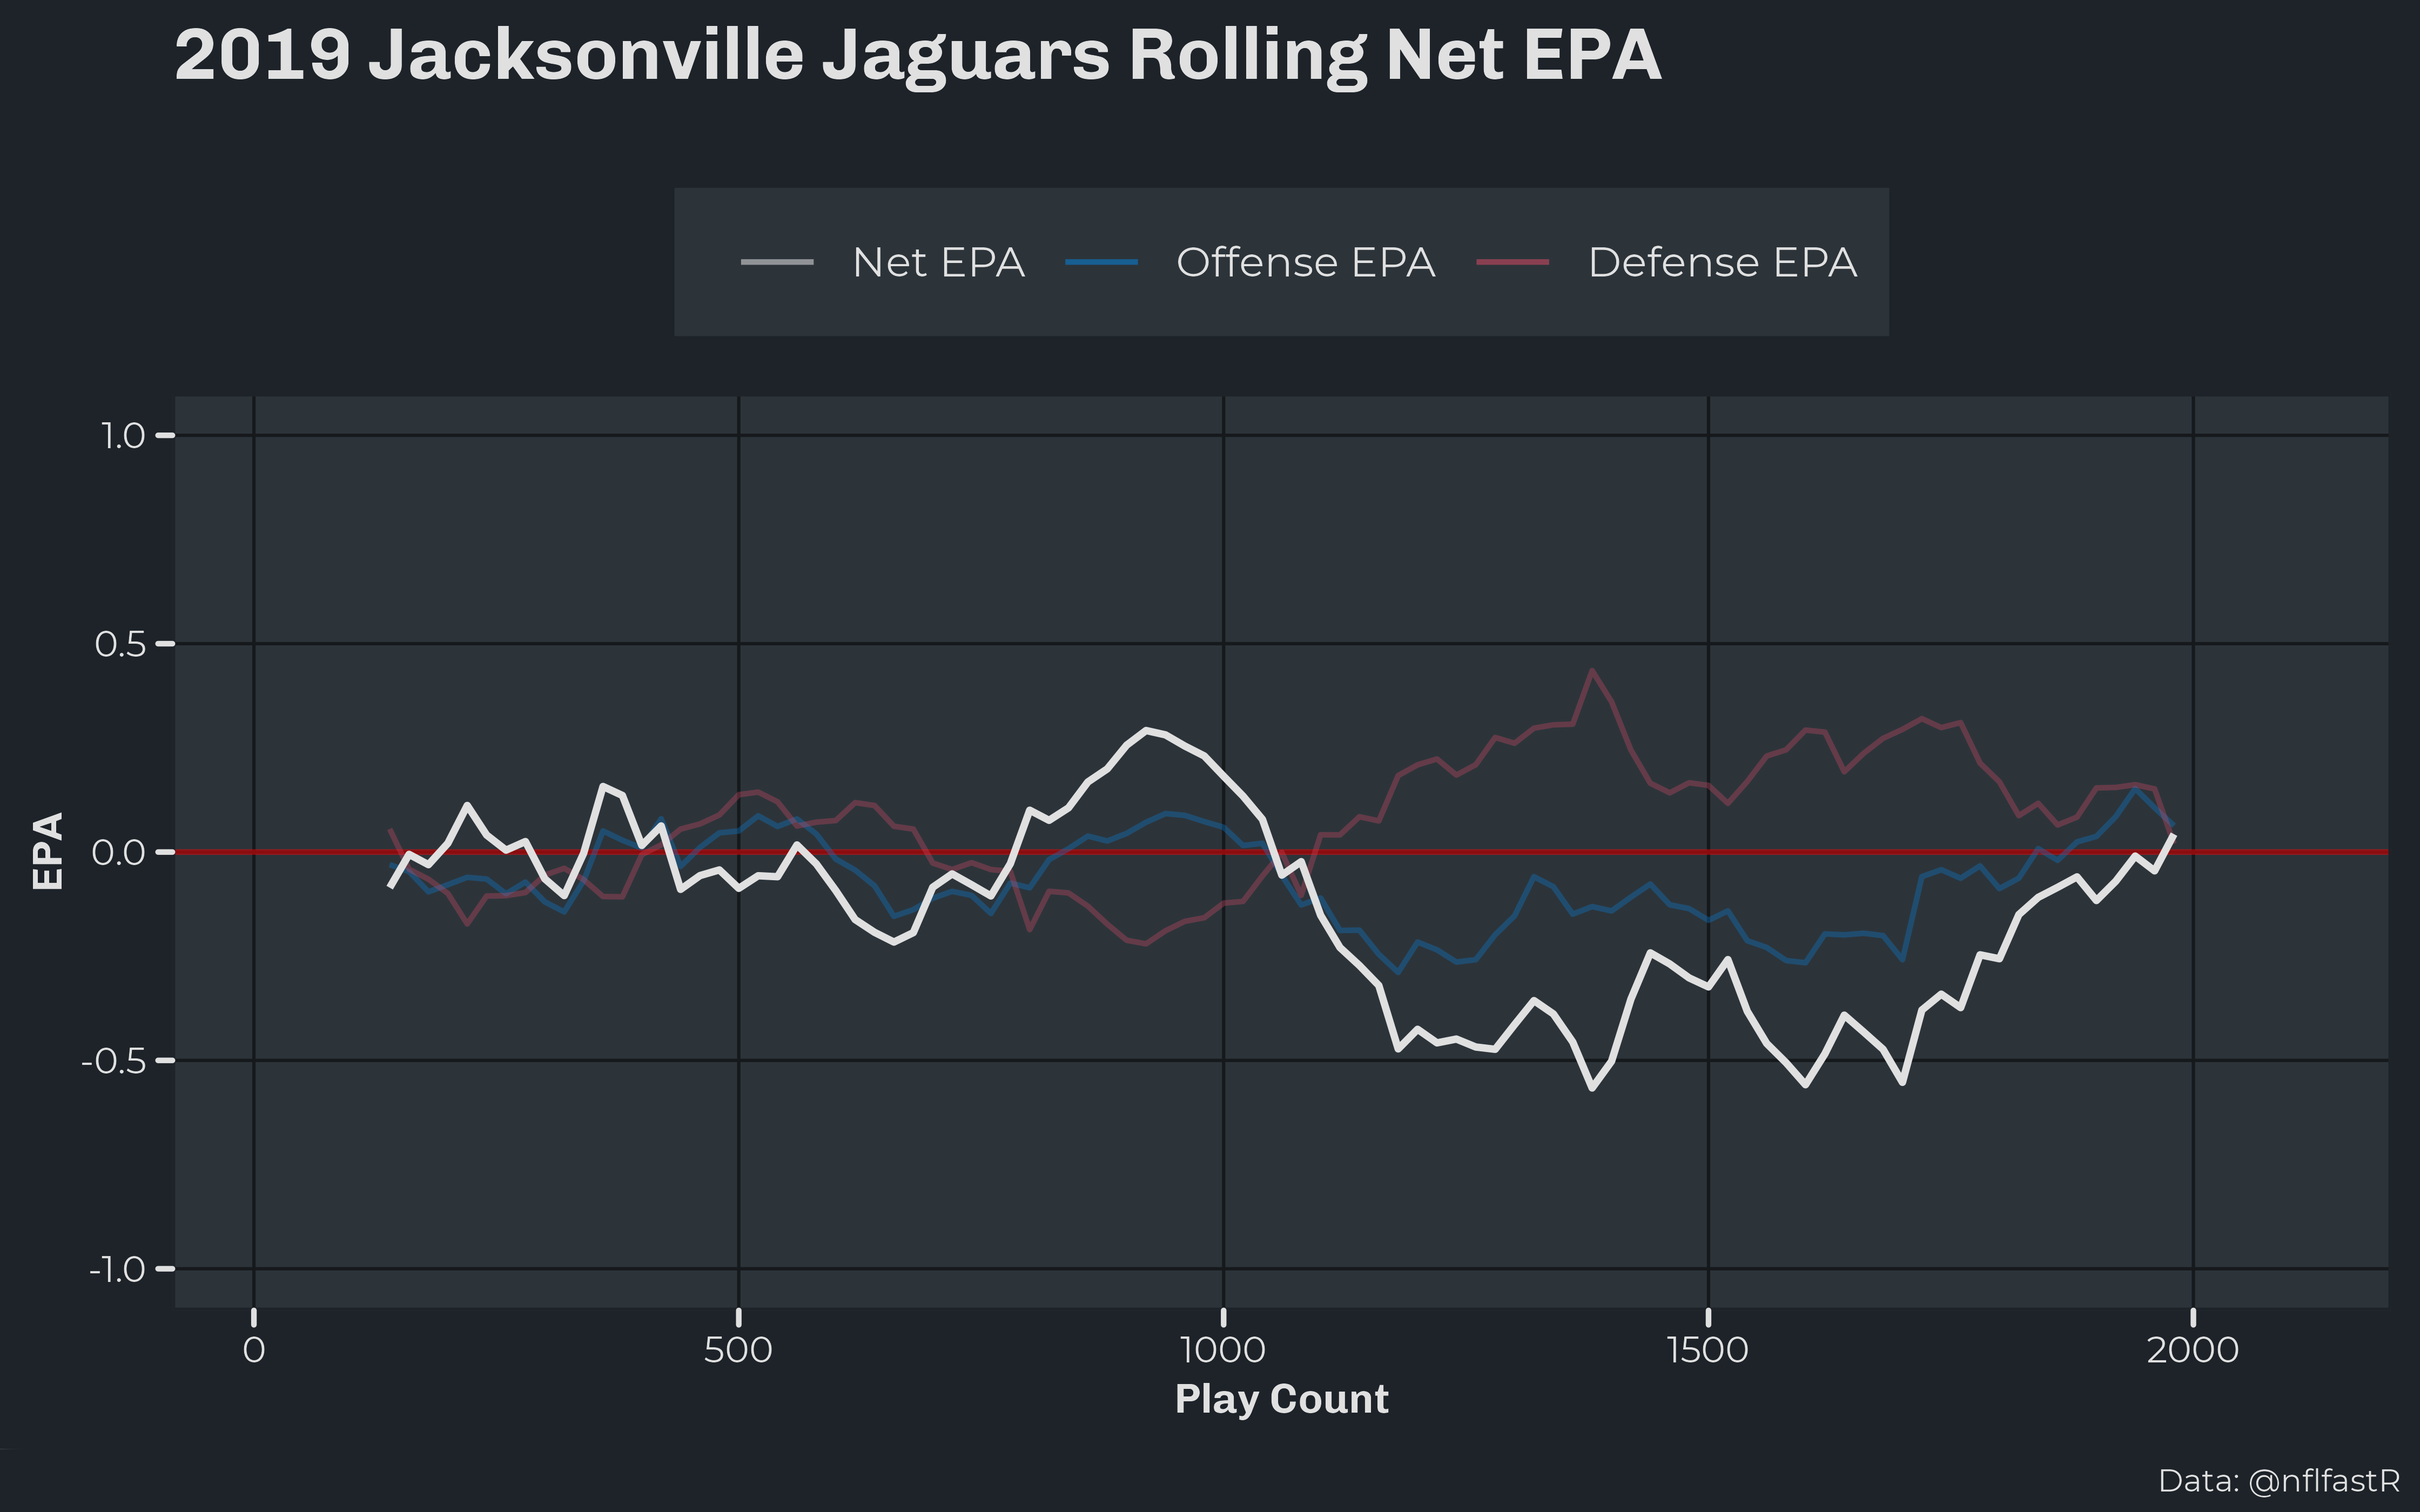 2019 Jacksonville Jaguars Rolling Net EPA
Net EPA Offense EPA Defense EPA
1.0
0.5
0.0
-0.5
-1.0
EPA
0 500 1000 1500 2000
Play Count
Data: @nflfastR